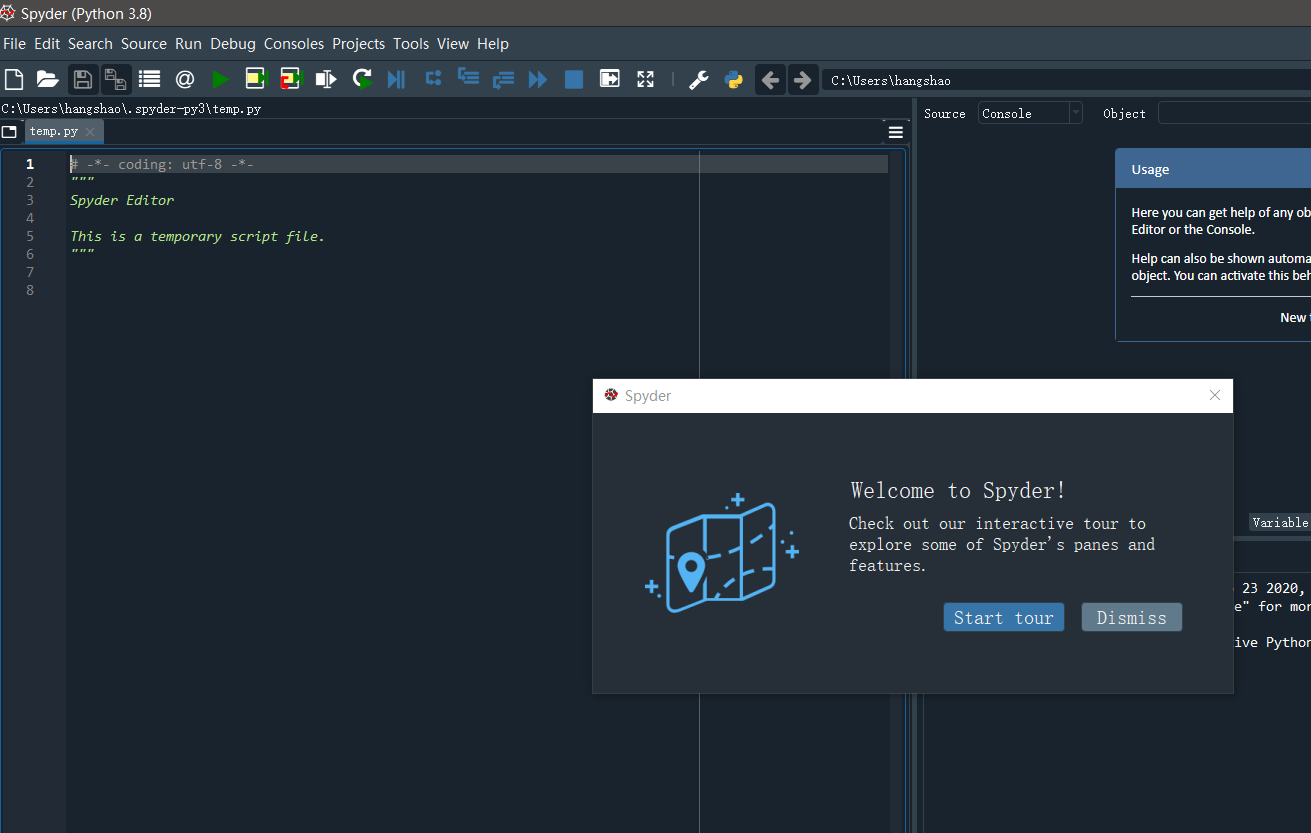 Spyder (Python 3.8)
File Edit Search Source Run Debug Consoles Projects Tools View Help
C:\Users\hangshao
C:\Users\hangshao\.spyder-py3\temp.py
Source Console Object
temp.py
1 # -*- coding: utf-8 -*-
2 """
3 Spyder Editor
4
5 This is a temporary script file.
6 """
7
8
Usage
Here you can get help of any ob
Editor or the Console.
Help can also be shown automa
object. You can activate this beh
New
Spyder
Welcome to Spyder!
Check out our interactive tour to
explore some of Spyder's panes and
features.
Start tour Dismiss
Variable
23 2020,
e" for mor
ive Python